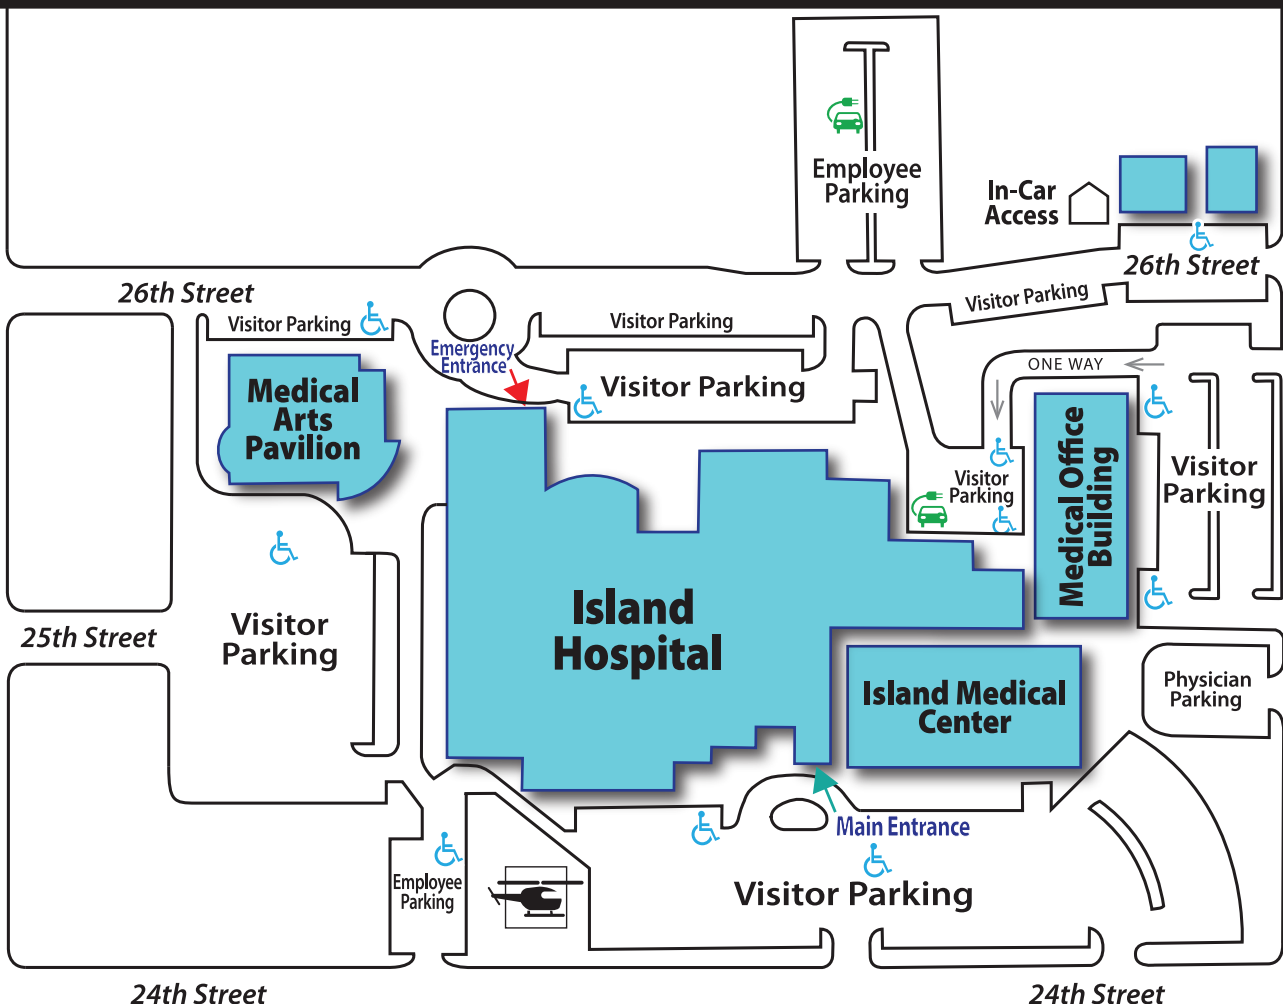 Employee
Parking
In-Car
Access
26th Street
26th Street
Visitor Parking
Visitor Parking
Visitor Parking
Emergency
Entrance
ONE WAY
Visitor Parking
Medical
Arts
Pavilion
Visitor
Parking
Medical Office
Building
Visitor
Parking
Island
Hospital
25th Street
Visitor
Parking
Island Medical
Center
Physician
Parking
Main Entrance
Employee
Parking
Visitor Parking
24th Street
24th Street